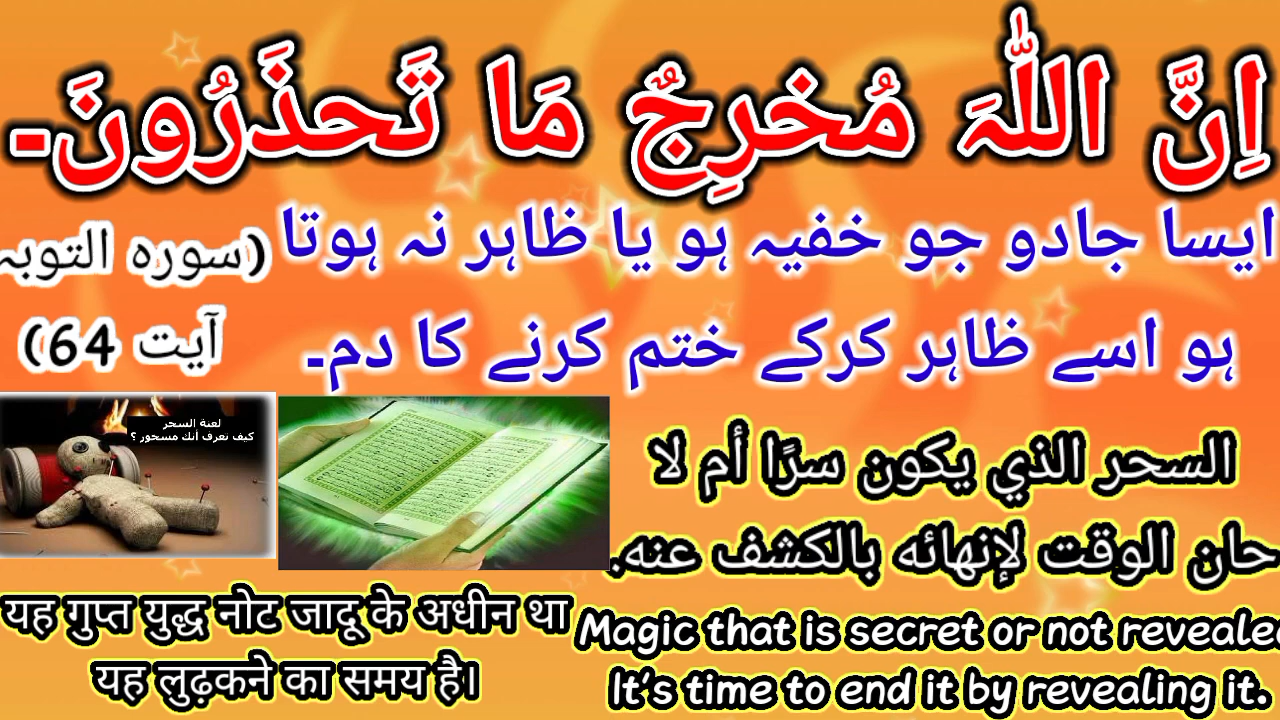 اِنَّ اللّٰہَ مُخرِجٌ مَا تَحذَرُونَ۔
ایسا جادو جو خفیہ ہو یا ظاہر نہ ہوتا
ہو اسے ظاہر کرکے ختم کرنے کا دم۔
(سورہ التوبہ
آیت 64)
لعنة السحر
كيف تعرف أنك مسحور ؟
السحر الذي يكون سرًا أم لا
حان الوقت لإنهائه بالكشف عنه.
यह गुप्त युद्ध नोट जादू के अधीन था
यह लुढ़कने का समय है।
Magic that is secret or not reveale
It's time to end it by revealing it.